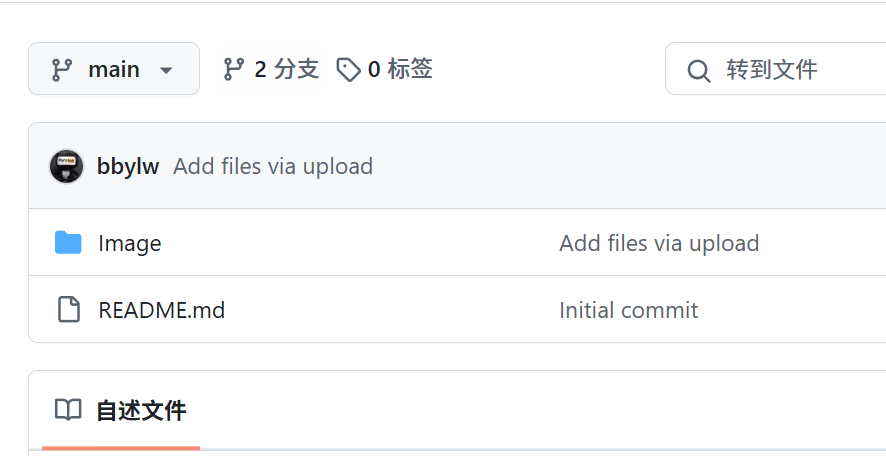 main 2 分支 0 标签 转到文件
bbylw Add files via upload
Image Add files via upload
README.md Initial commit
自述文件